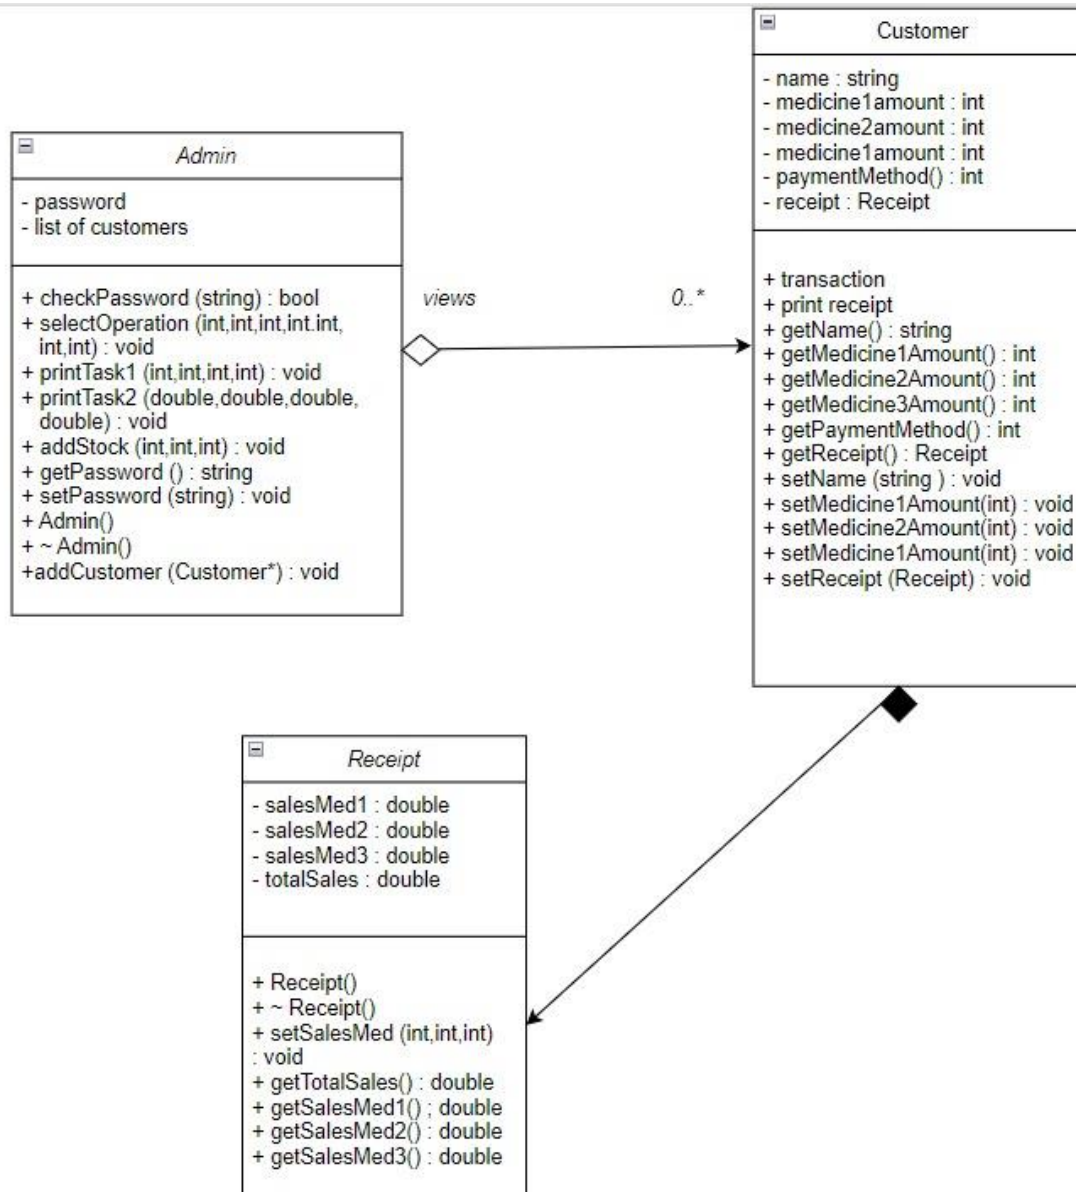 Customer
- name : string
- medicine1amount : int
- medicine2amount : int
- medicine1amount : int
- paymentMethod() : int
- receipt : Receipt
+ transaction
+ print receipt
+ getName() : string
+ getMedicine1Amount() : int
+ getMedicine2Amount() : int
+ getMedicine3Amount() : int
+ getPaymentMethod() : int
+ getReceipt() : Receipt
+ setName (string ) : void
+ setMedicine1Amount(int) : void
+ setMedicine2Amount(int) : void
+ setMedicine1Amount(int) : void
+ setReceipt (Receipt) : void
Admin
- password
- list of customers
+ checkPassword (string) : bool
+ selectOperation (int,int,int,int.int,
int,int) : void
+ printTask1 (int,int,int,int) : void
+ printTask2 (double,double,double,
double) : void
+ addStock (int,int,int) : void
+ getPassword () : string
+ setPassword (string) : void
+ Admin()
+ ~ Admin()
+addCustomer (Customer*) : void
views
0..*
Receipt
- salesMed1 : double
- salesMed2 : double
- salesMed3 : double
- totalSales : double
+ Receipt()
+ ~ Receipt()
+ setSalesMed (int,int,int)
: void
+ getTotalSales() : double
+ getSalesMed1() ; double
+ getSalesMed2() : double
+ getSalesMed3() : double